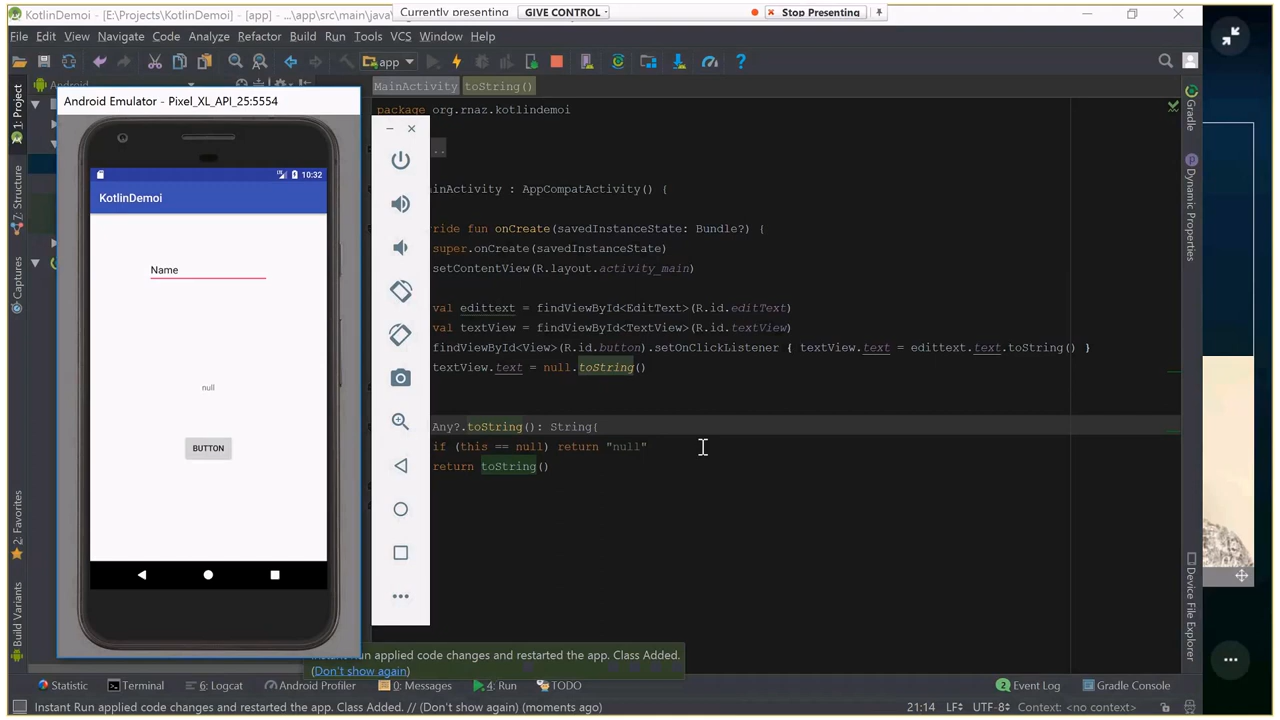 KotlinDemoi - [E:\Projects\KotlinDemoi] - [app] - ...\app\src\main\java\
Currently presenting
GIVE CONTROL
Stop Presenting
File Edit View Navigate Code Analyze Refactor Build Run Tools VCS Window Help
app
Android
MainActivity
toString()
1: Project
7: Structure
Captures
2: Favorites
Build Variants
Android Emulator - Pixel_XL_API_25:5554
10:32
KotlinDemoi
Name
null
BUTTON
package org.rnaz.kotlindemoi
..
ainActivity : AppCompatActivity() {
ride fun onCreate(savedInstanceState: Bundle?) {
super.onCreate(savedInstanceState)
setContentView(R.layout.activity_main)
val edittext = findViewById<EditText>(R.id.editText)
val textView = findViewById<TextView>(R.id.textView)
findViewById<View>(R.id.button).setOnClickListener { textView.text = edittext.text.toString() }
textView.text = null.toString()
Any?.toString(): String{
if (this == null) return "null"
return toString()
Gradle
Dynamic Properties
Device File Explorer
Instant Run applied code changes and restarted the app. Class Added.
(Don't show again)
Statistic Terminal 6: Logcat Android Profiler 0: Messages 4: Run TODO
2 Event Log Gradle Console
Instant Run applied code changes and restarted the app. Class Added. // (Don't show again) (moments ago)
21:14 LF÷ UTF-8÷ Context: <no context>